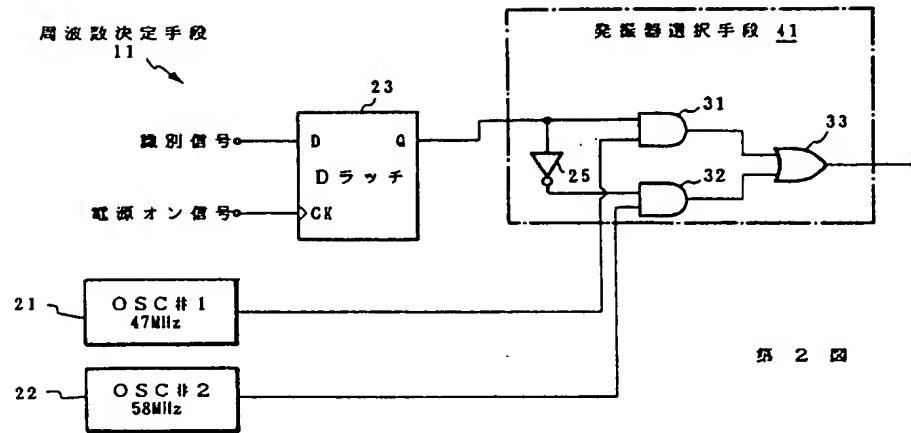 周波数決定手段
11
発振器選択手段 41
23
31
33
識別信号
D
Q
Dラッチ
25
32
電源オン信号
CK
21
OSC#1
47MHz
第2図
22
OSC#2
58MHz